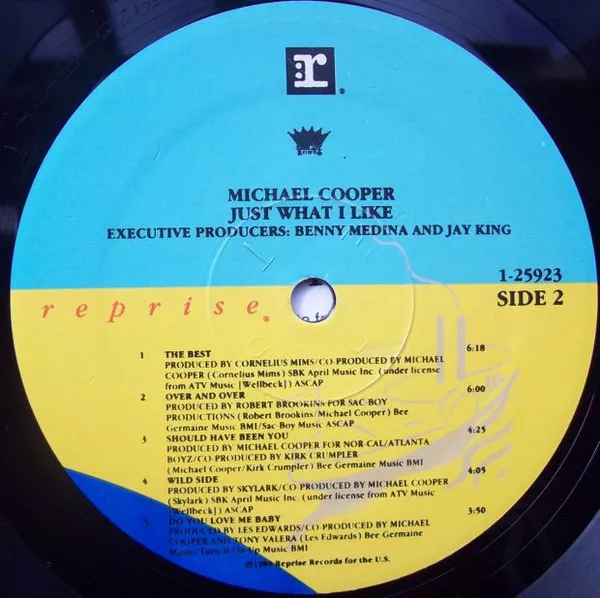 r
®
MICHAEL COOPER
JUST WHAT I LIKE
EXECUTIVE PRODUCERS: BENNY MEDINA AND JAY KING
1-25923
reprise®
SIDE 2
1 THE BEST 6:18
PRODUCED BY CORNELIUS MIMS/CO-PRODUCED BY MICHAEL
COOPER (Cornelius Mims) SBK April Music Inc. (under license
from ATV Music [Wellbeck]) ASCAP
2 OVER AND OVER 6:00
PRODUCED BY ROBERT BROOKINS FOR SAC-BOY
PRODUCTIONS (Robert Brookins/Michael Cooper) Bee
Germaine Music BMI/Sac-Boy Music ASCAP
3 SHOULD HAVE BEEN YOU 4:25
PRODUCED BY MICHAEL COOPER FOR NOR-CAL/ATLANTA
BOYZ/CO-PRODUCED BY KIRK CRUMPLER
(Michael Cooper/Kirk Crumpler) Bee Germaine Music BMI
4 WILD SIDE 4:05
PRODUCED BY SKYLARK/CO-PRODUCED BY MICHAEL COOPER
(Skylark) SBK April Music Inc. (under license from ATV Music
[Wellbeck]) ASCAP
5 DO YOU LOVE ME BABY 3:50
PRODUCED BY LES EDWARDS/CO-PRODUCED BY MICHAEL
COOPER AND TONY VALERA (Les Edwards) Bee Germaine
Music/Turn It On Up Music BMI
℗1989 Reprise Records for the U.S.